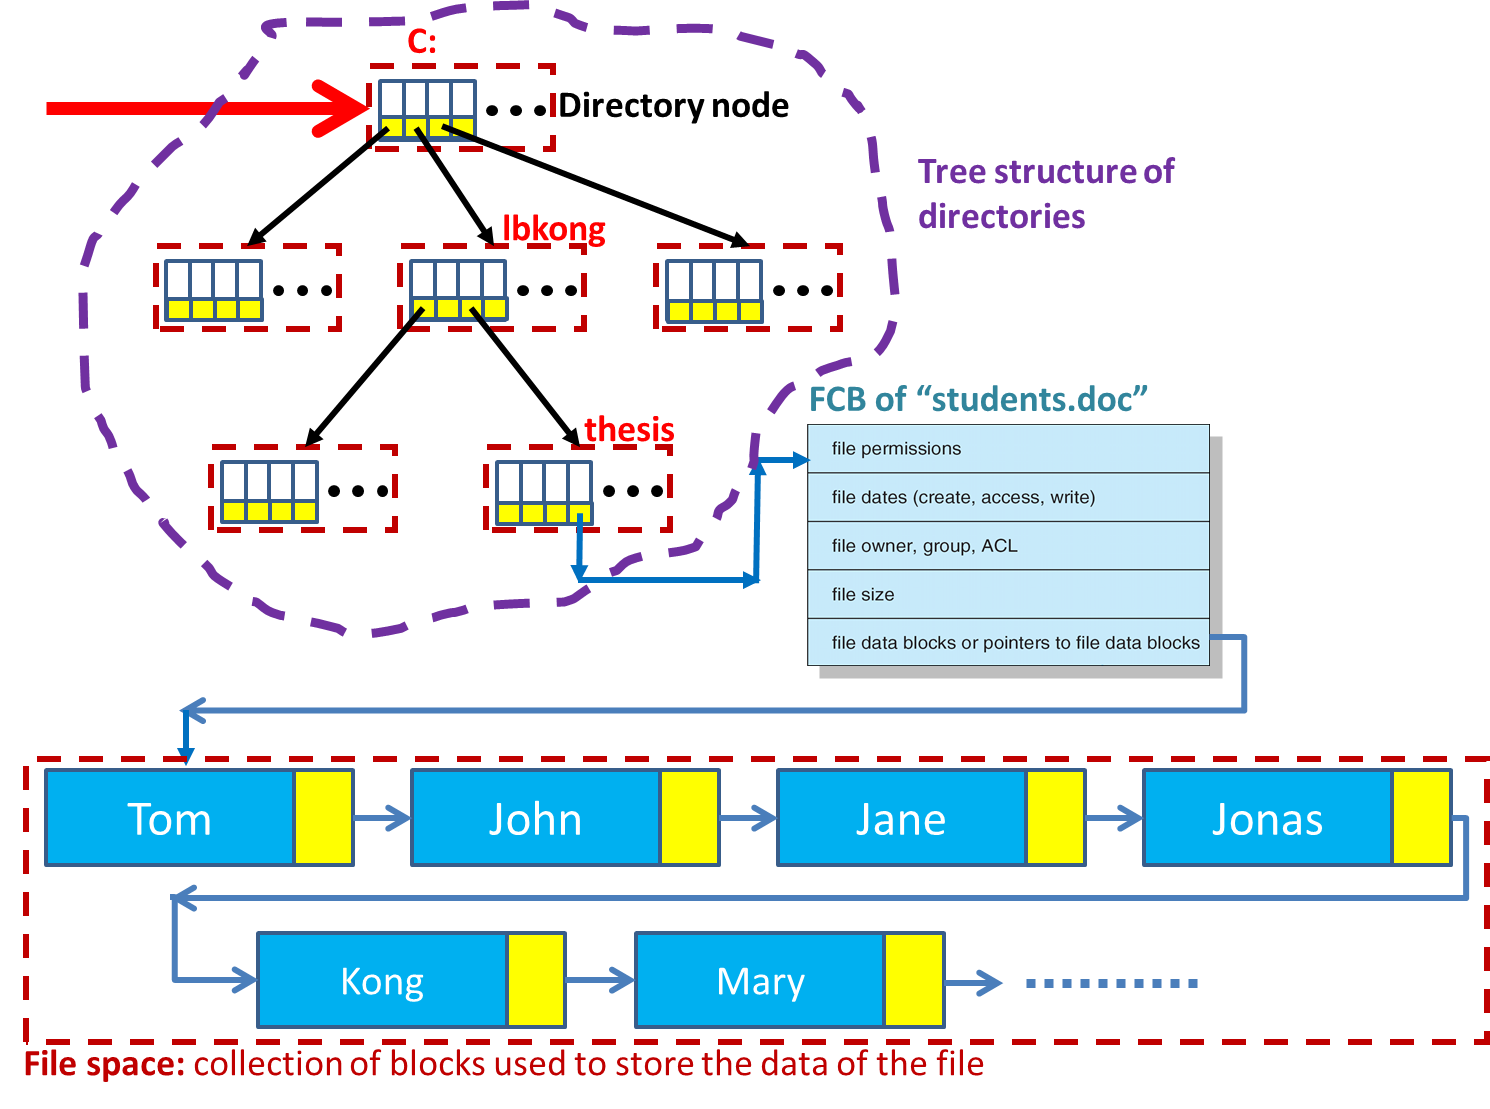 C:
Directory node
Tree structure of
directories
lbkong
thesis
FCB of “students.doc”
file permissions
file dates (create, access, write)
file owner, group, ACL
file size
file data blocks or pointers to file data blocks
Tom
John
Jane
Jonas
Kong
Mary
File space: collection of blocks used to store the data of the file